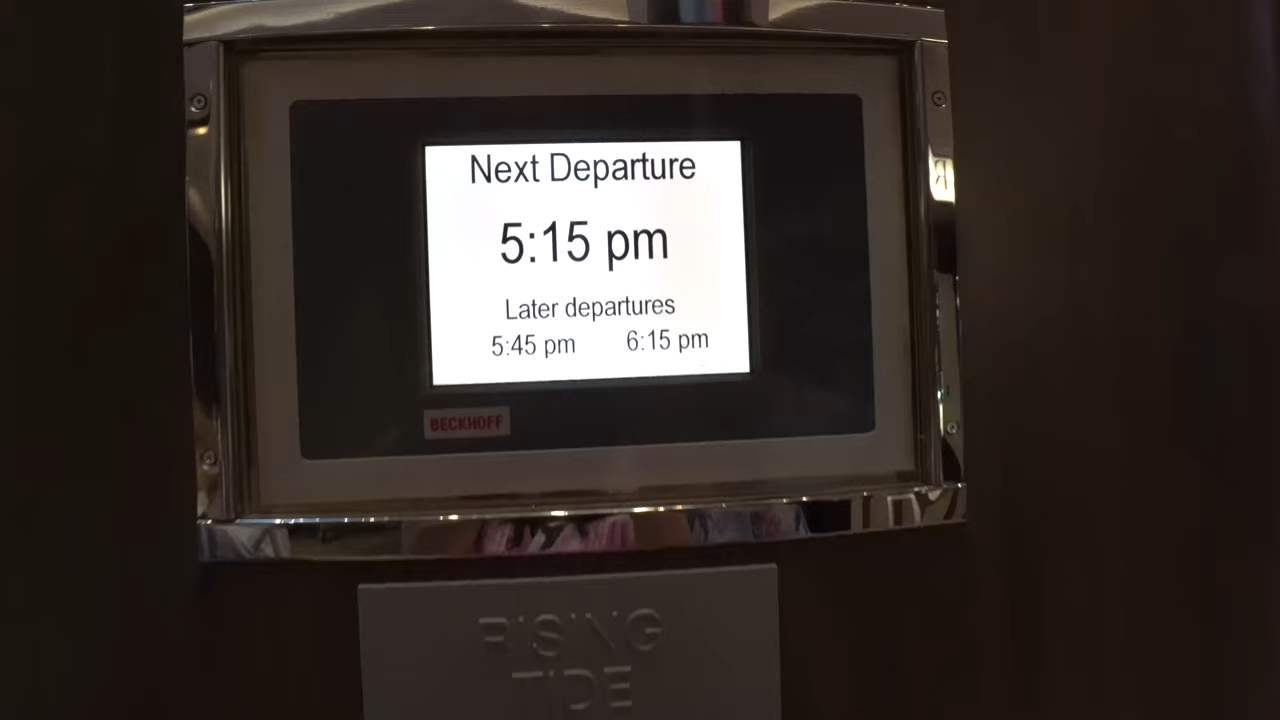 Next Departure
5:15 pm
Later departures
5:45 pm 6:15 pm
BECKHOFF
RISING
TIDE